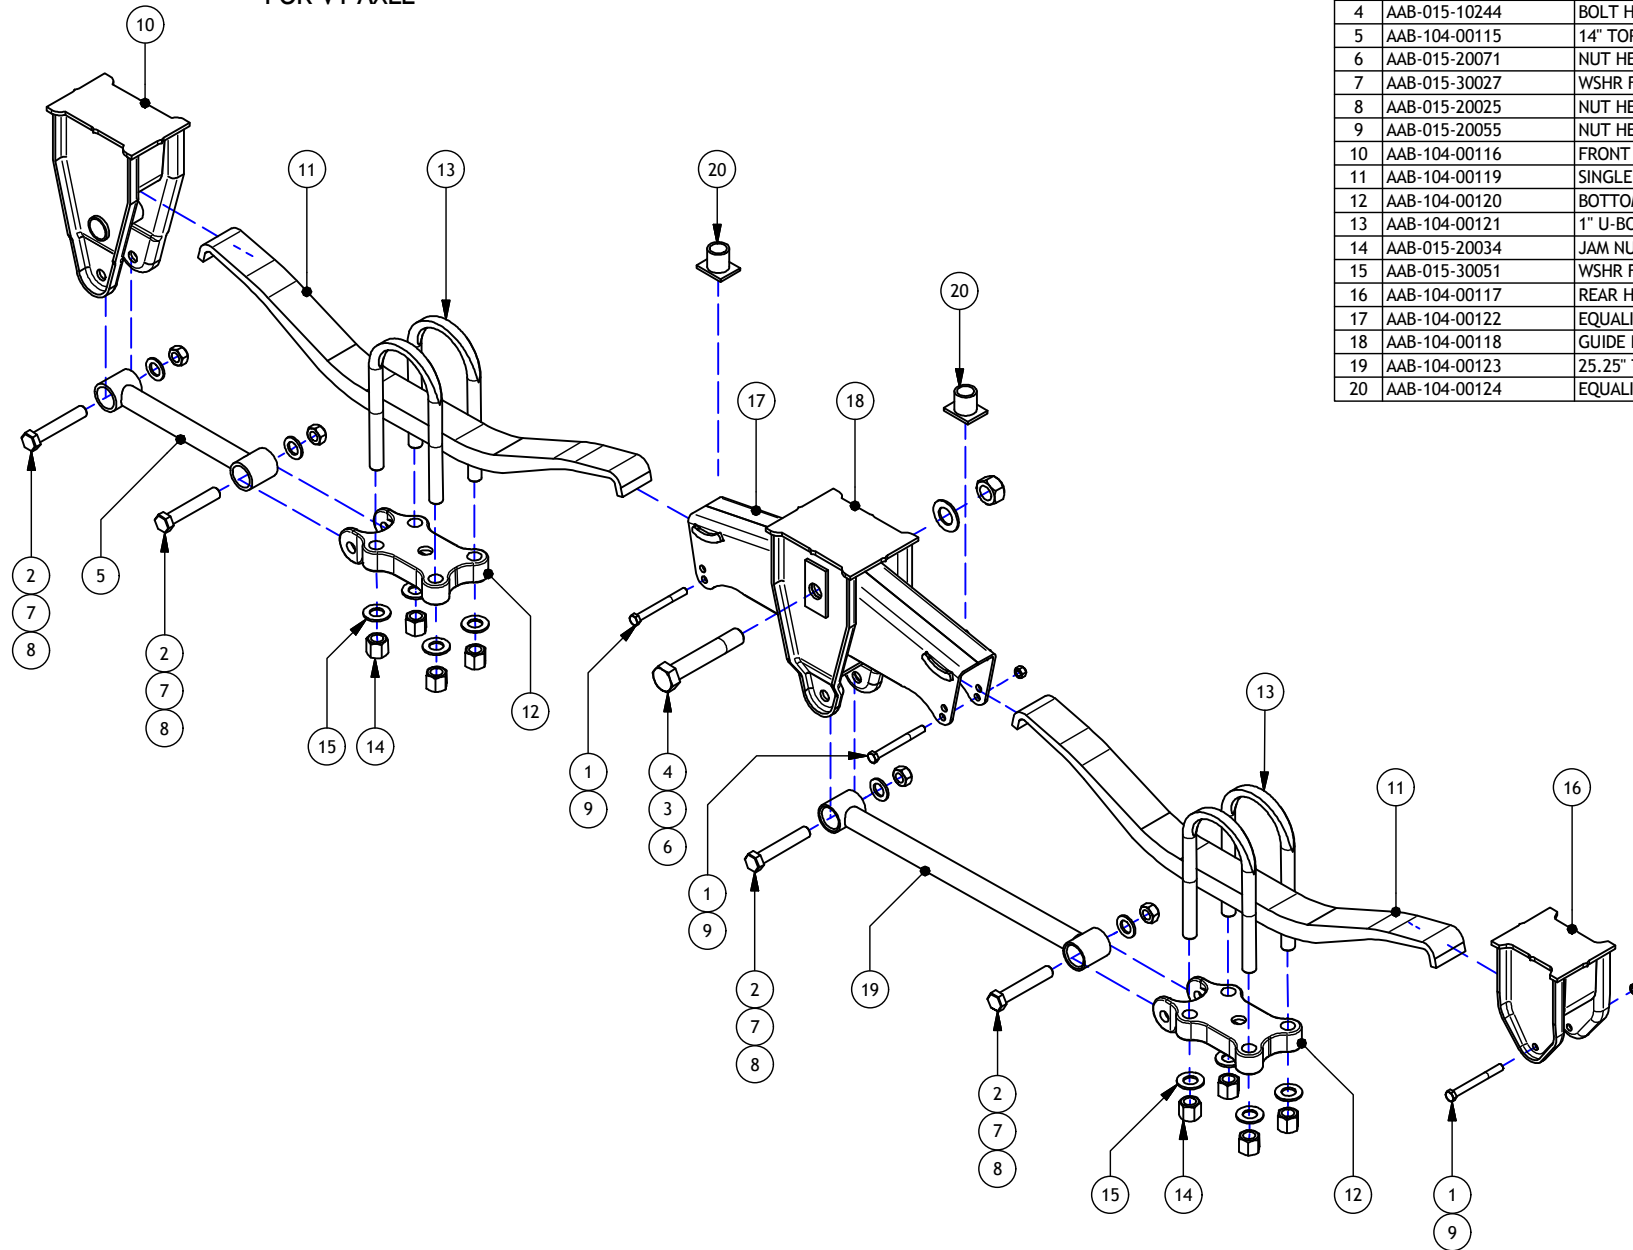 FOR AXLE
4 AAB-015-10244 BOLT H
5 AAB-104-00115 14" TOR
6 AAB-015-20071 NUT HE
7 AAB-015-30027 WSHR F
8 AAB-015-20025 NUT HE
9 AAB-015-20055 NUT HE
10 AAB-104-00116 FRONT
11 AAB-104-00119 SINGLE
12 AAB-104-00120 BOTTO
13 AAB-104-00121 1" U-BO
14 AAB-015-20034 JAM NU
15 AAB-015-30051 WSHR F
16 AAB-104-00117 REAR H
17 AAB-104-00122 EQUALI
18 AAB-104-00118 GUIDE
19 AAB-104-00123 25.25"
20 AAB-104-00124 EQUALI
10
11
13
20
20
17
18
2
7
8
5
2
7
8
15
14
12
1
9
4
3
6
1
9
13
11
16
2
7
8
19
2
7
8
15
14
12
1
9